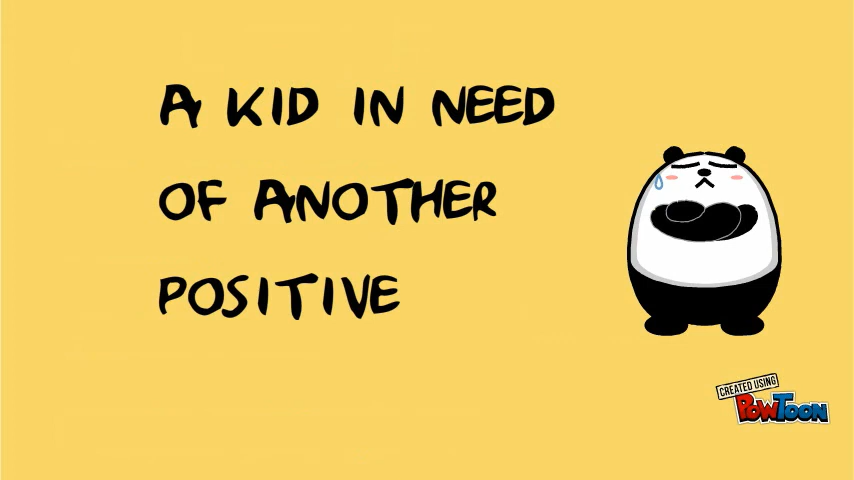 A KID IN NEED
OF ANOTHER
POSITIVE
CREATED USING
POWTOON